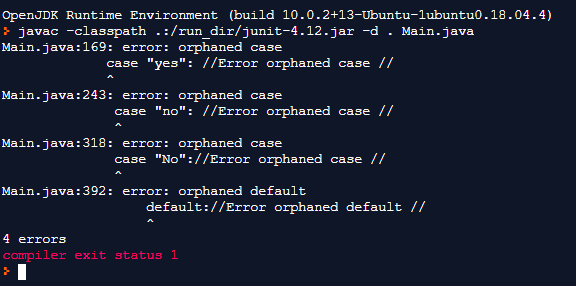 OpenJDK Runtime Environment (build 10.0.2+13-Ubuntu-1ubuntu0.18.04.4)
> javac -classpath .:/run_dir/junit-4.12.jar -d . Main.java
Main.java:169: error: orphaned case
case "yes": //Error orphaned case //
^
Main.java:243: error: orphaned case
case "no": //Error orphaned case //
^
Main.java:318: error: orphaned case
case "No"://Error orphaned case //
^
Main.java:392: error: orphaned default
default://Error orphaned default //
^
4 errors
compiler exit status 1
>